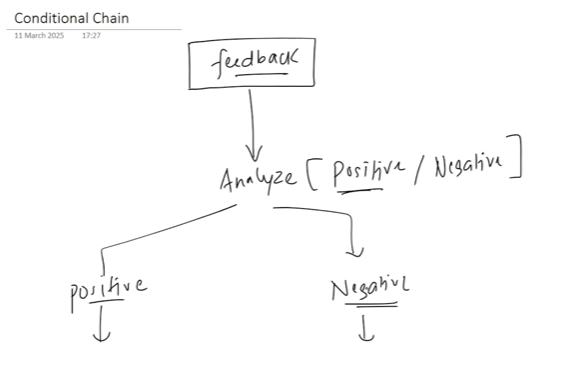 Conditional Chain
11 March 2025 17:27
feedback
Analyze [ Positive / Negative ]
Positive Negative